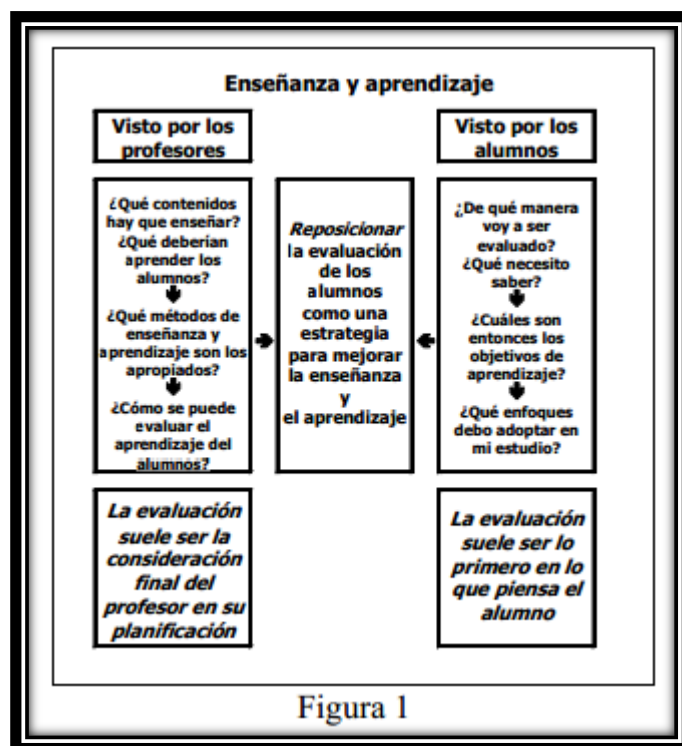 Enseñanza y aprendizaje
Visto por los
profesores
¿Qué contenidos
hay que enseñar?
¿Qué deberían
aprender los
alumnos?
¿Qué métodos de
enseñanza y
aprendizaje son los
apropiados?
¿Cómo se puede
evaluar el
aprendizaje del
alumnos?
La evaluación
suele ser la
consideración
final del
profesor en su
planificación
Reposicionar
la evaluación
de los
alumnos
como una
estrategia
para mejorar
la enseñanza
y
el aprendizaje
Visto por los
alumnos
¿De qué manera
voy a ser
evaluado?
¿Qué necesito
saber?
¿Cuáles son
entonces los
objetivos de
aprendizaje?
¿Qué enfoques
debo adoptar en
mi estudio?
La evaluación
suele ser lo
primero en lo
que piensa el
alumno
Figura 1